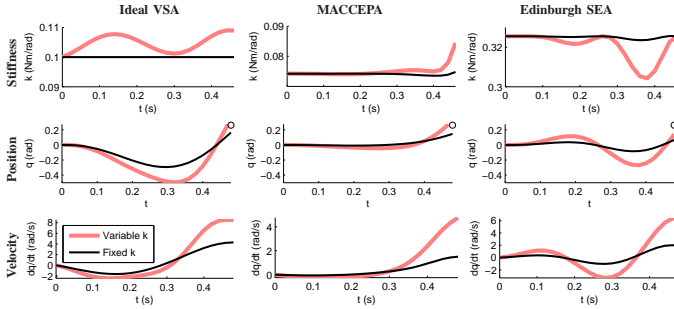 Ideal VSA MACCEPA Edinburgh SEA
Stiffness
k (Nm/rad)
0.11
0.1
0.09
0 0.1 0.2 0.3 0.4
t (s)
k (Nm/rad)
0.09
0.08
0 0.1 0.2 0.3 0.4
t (s)
k (Nm/rad)
0.32
0.3
0 0.1 0.2 0.3 0.4
t (s)
Position
q (rad)
0.2
0
−0.2
−0.4
0 0.1 0.2 0.3 0.4
t
q (rad)
0.2
0
−0.2
−0.4
0 0.1 0.2 0.3 0.4
t
q (rad)
0.2
0
−0.2
−0.4
0 0.1 0.2 0.3 0.4
t
Velocity
dq/dt (rad/s)
8
6
4
2
0
−2
Variable k
Fixed k
0 0.1 0.2 0.3 0.4
t (s)
dq/dt (rad/s)
6
4
2
0
0 0.1 0.2 0.3 0.4
t (s)
dq/dt (rad/s)
6
4
2
0
−2
0 0.1 0.2 0.3 0.4
t (s)